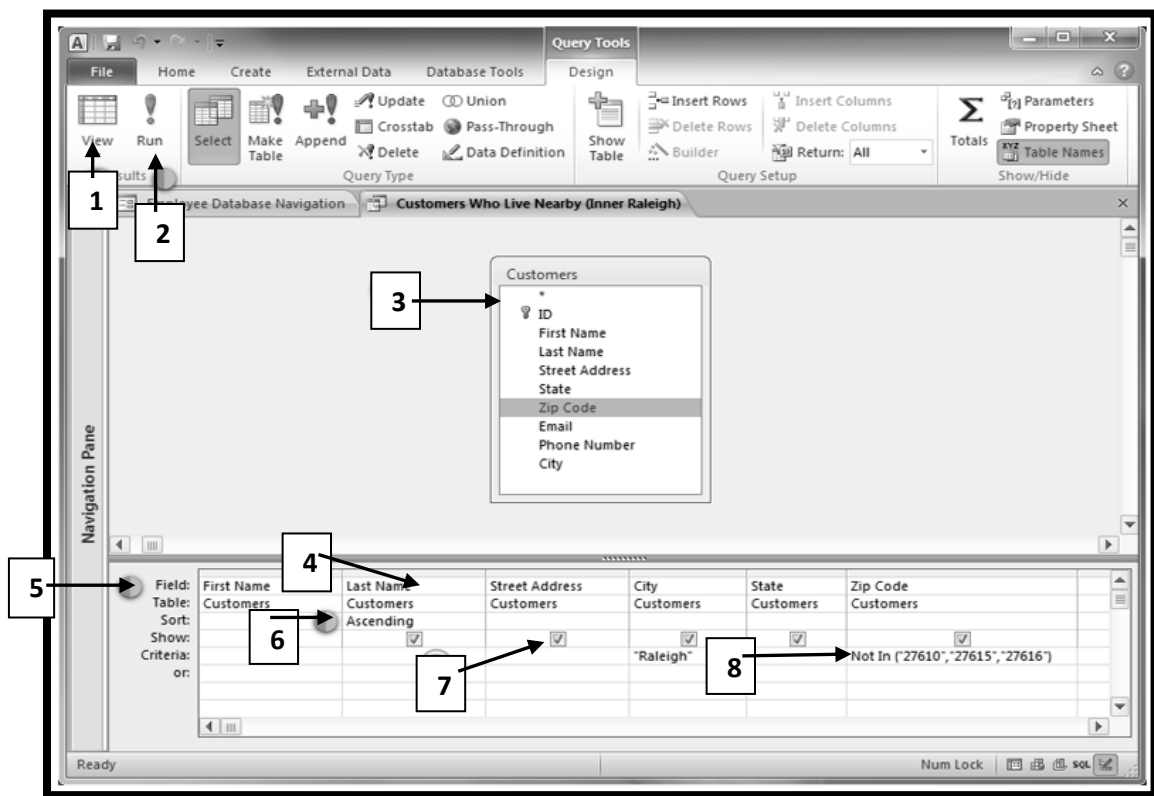 Query Tools
File Home Create External Data Database Tools Design
View Run Select Make Table Append Update Crosstab Delete Union Pass-Through Data Definition Show Table Insert Rows Delete Rows Builder Insert Columns Delete Columns Return: All Totals Parameters Property Sheet Table Names
Query Type Query Setup Show/Hide
1
2
Database Navigation Customers Who Live Nearby (Inner Raleigh)
3
Customers
*
ID
First Name
Last Name
Street Address
State
Zip Code
Email
Phone Number
City
Navigation Pane
4
5
Field: First Name Last Name Street Address City State Zip Code
Table: Customers Customers Customers Customers Customers Customers
Sort: Ascending
6
Show:
7
8
Criteria: "Raleigh" Not In ("27610","27615","27616")
or:
Ready Num Lock SQL